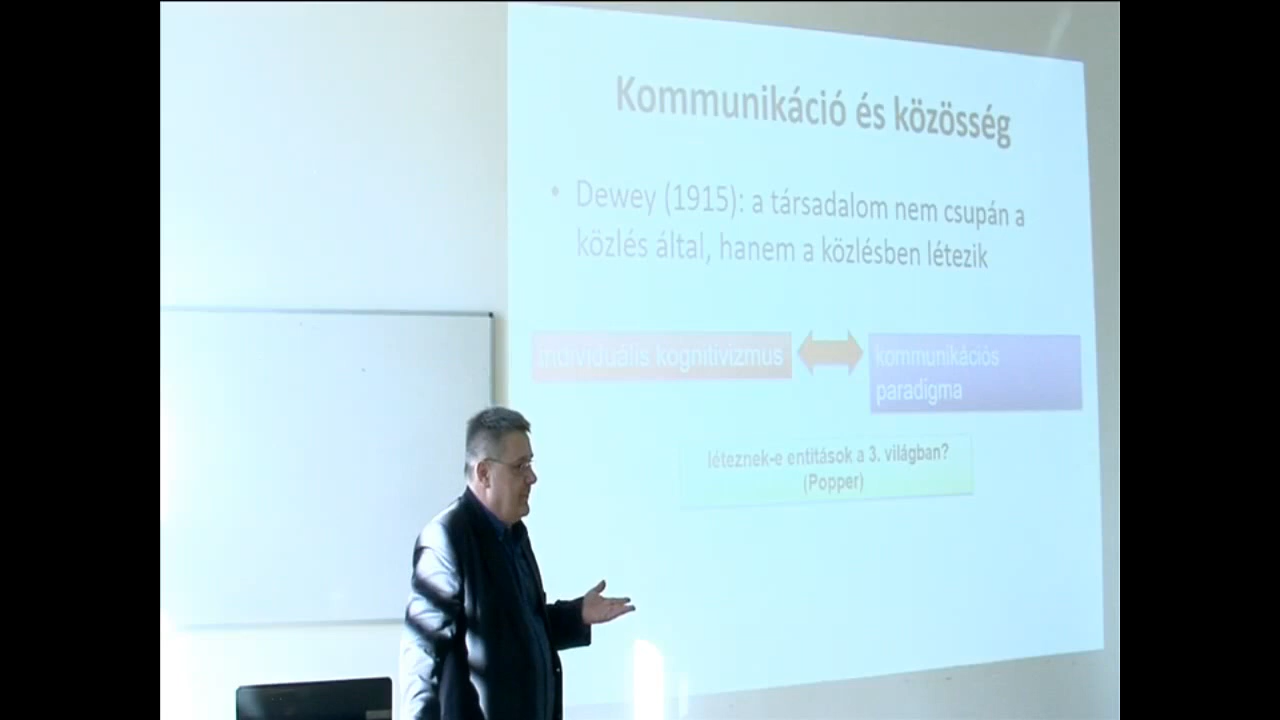 Kommunikáció és közösség
• Dewey (1915): a társadalom nem csupán a
közlés által, hanem a közlésben létezik
individuális kognitivizmus
kommunikációs
paradigma
léteznek-e entitások a 3. világban?
(Popper)